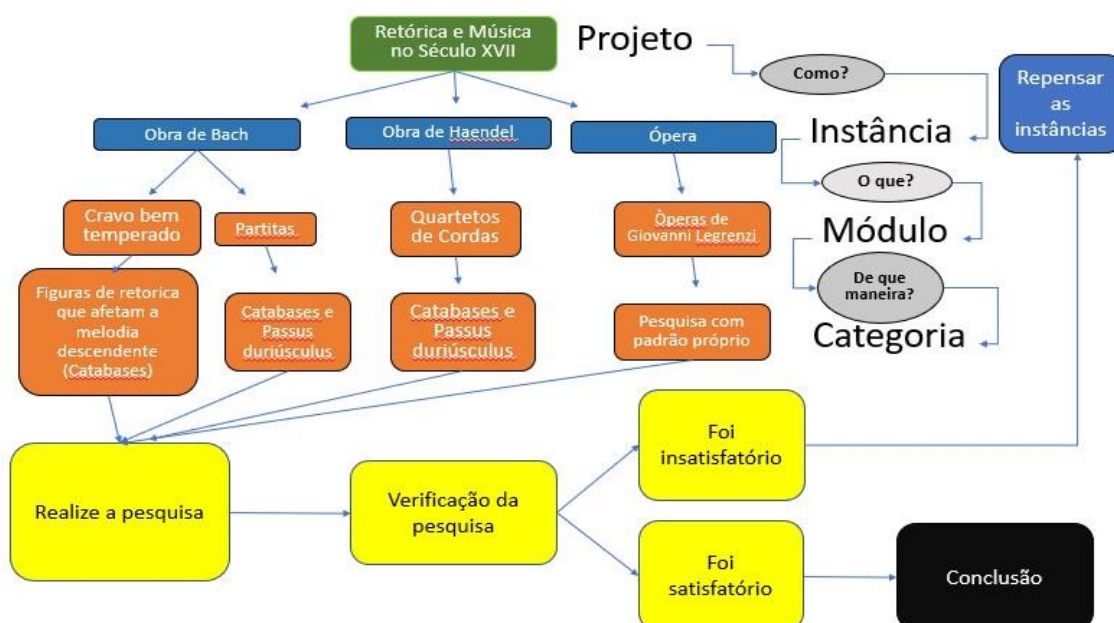 Retórica e Música
no Século XVII
Projeto
Como?
Repensar
as
instâncias
Obra de Bach
Obra de Haendel
Ópera
Instância
O que?
Cravo bem
temperado
Partitas
Quartetos
de Cordas
Òperas de
Giovanni Legrenzi
Módulo
De que
maneira?
Figuras de retorica
que afetam a
melodia
descendente
(Catabases)
Catabases e
Passus
duriúsculus
Catabases e
Passus
duriúsculus
Pesquisa com
padrão próprio
Categoria
Realize a pesquisa
Verificação da
pesquisa
Foi
insatisfatório
Foi
satisfatório
Conclusão